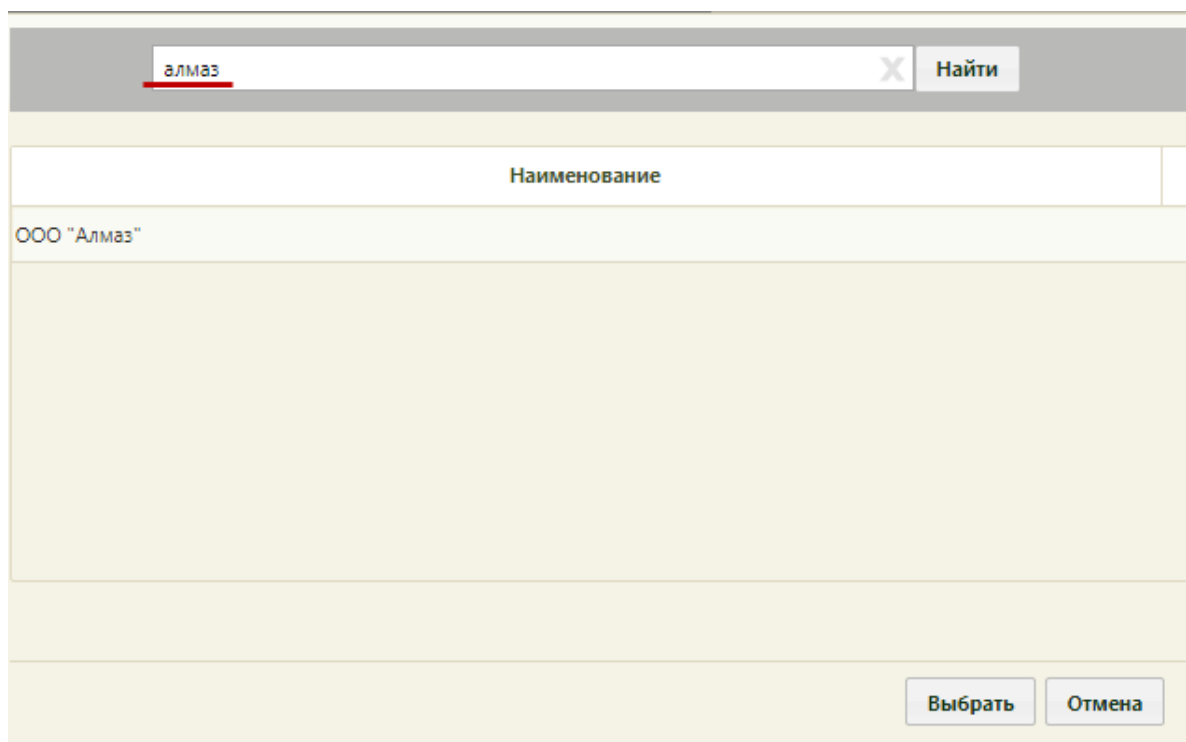 алмаз
Найти
Наименование
ООО "Алмаз"
Выбрать Отмена